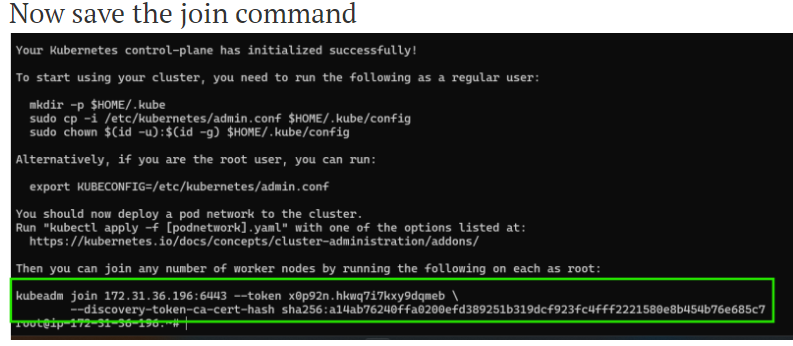 Now save the join command
Your Kubernetes control-plane has initialized successfully!
To start using your cluster, you need to run the following as a regular user:
mkdir -p $HOME/.kube
sudo cp -i /etc/kubernetes/admin.conf $HOME/.kube/config
sudo chown $(id -u):$(id -g) $HOME/.kube/config
Alternatively, if you are the root user, you can run:
export KUBECONFIG=/etc/kubernetes/admin.conf
You should now deploy a pod network to the cluster.
Run "kubectl apply -f [podnetwork].yaml" with one of the options listed at:
https://kubernetes.io/docs/concepts/cluster-administration/addons/
Then you can join any number of worker nodes by running the following on each as root:
kubeadm join 172.31.36.196:6443 --token x0p92n.hkwq7i7kxy9dqmeb \
--discovery-token-ca-cert-hash sha256:a14ab76240ffa0200efd389251b319dcf923fc4fff2221580e8b454b76e685c7
root@ip-172-31-36-196:~#